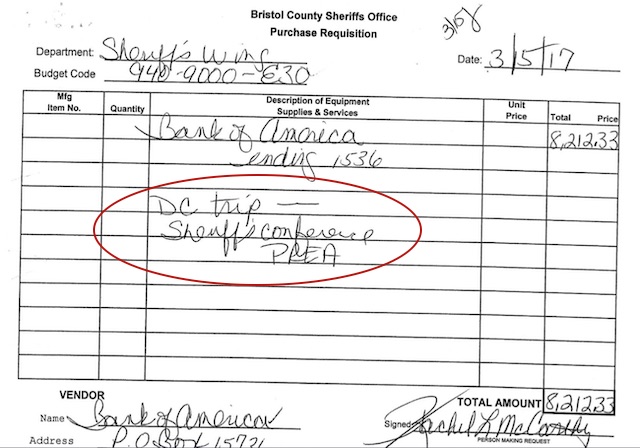 Bristol County Sheriffs Office
Purchase Requisition
3/08
Department: Sheriff's Wing
Date: 3/5/17
Budget Code 940-9000-E30
Mfg Item No. Quantity Description of Equipment Supplies & Services Unit Price Total Price
Bank of America 8,212.33
ending 1536
DC trip —
Sheriff's conference
PREA
VENDOR
TOTAL AMOUNT 8,212.33
Name Bank of America
Signed Rachel L McCarthy
PERSON MAKING REQUEST
Address P.O Box 15721